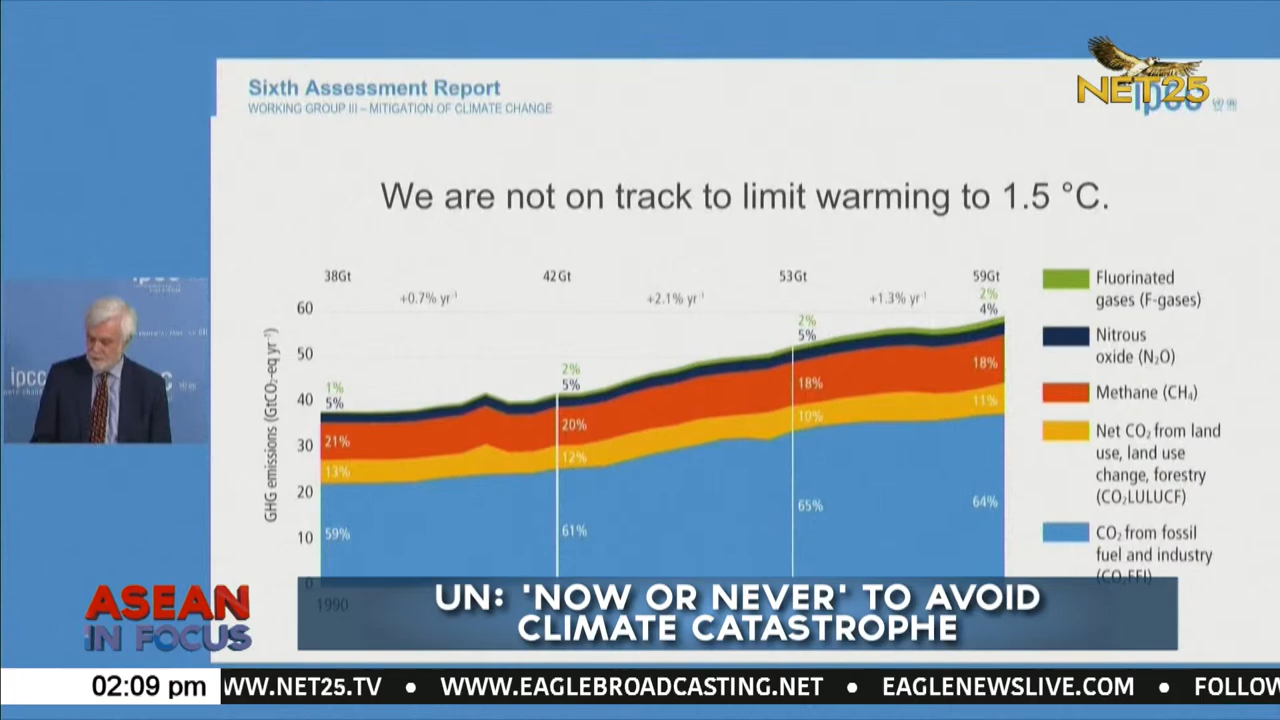 NET25
ipcc
Sixth Assessment Report
WORKING GROUP III – MITIGATION OF CLIMATE CHANGE
We are not on track to limit warming to 1.5 °C.
38Gt
42Gt
53Gt
59Gt
+0.7% yr⁻¹
+2.1% yr⁻¹
+1.3% yr⁻¹
GHG emissions (GtCO₂-eq yr⁻¹)
60
50
40
30
20
10
0
1%
5%
21%
13%
59%
2%
5%
20%
12%
61%
2%
5%
18%
10%
65%
2%
4%
18%
11%
64%
1990
Fluorinated
gases (F-gases)
Nitrous
oxide (N₂O)
Methane (CH₄)
Net CO₂ from land
use, land use
change, forestry
(CO₂LULUCF)
CO₂ from fossil
fuel and industry
(CO₂FFI)
ipcc
ASEAN
IN FOCUS
UN: 'NOW OR NEVER' TO AVOID
CLIMATE CATASTROPHE
02:09 pm
WW.NET25.TV • WWW.EAGLEBROADCASTING.NET • EAGLENEWSLIVE.COM • FOLLOW